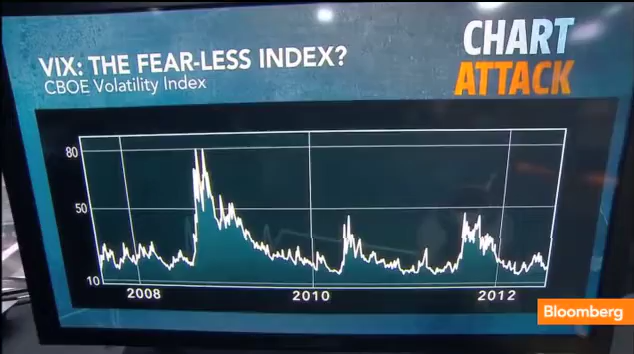 VIX: THE FEAR-LESS INDEX?
CBOE Volatility Index
CHART
ATTACK
80
50
10
2008
2010
2012
Bloomberg